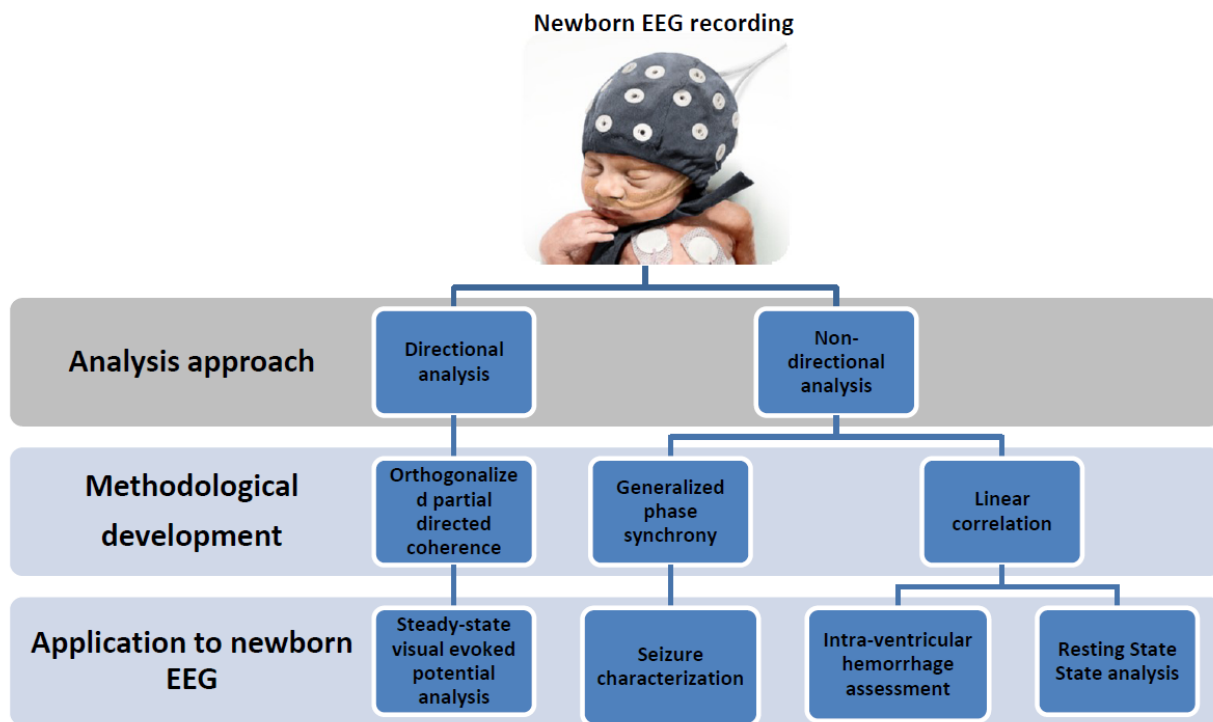 Newborn EEG recording
Analysis approach
Directional
analysis
Non-
directional
analysis
Methodological
development
Orthogonalize
d partial
directed
coherence
Generalized
phase
synchrony
Linear
correlation
Application to newborn
EEG
Steady-state
visual evoked
potential
analysis
Seizure
characterization
Intra-ventricular
hemorrhage
assessment
Resting State
State analysis